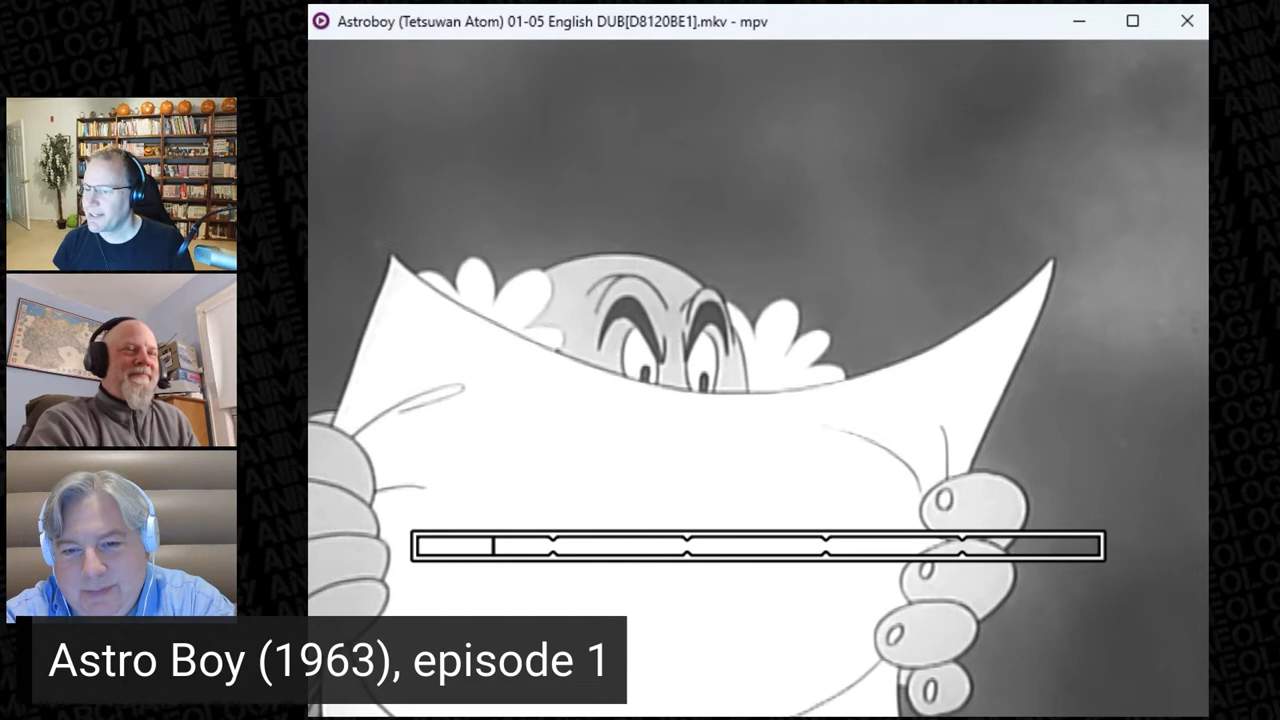 Astroboy (Tetsuwan Atom) 01-05 English DUB[D8120BE1].mkv - mpv
Astro Boy (1963), episode 1